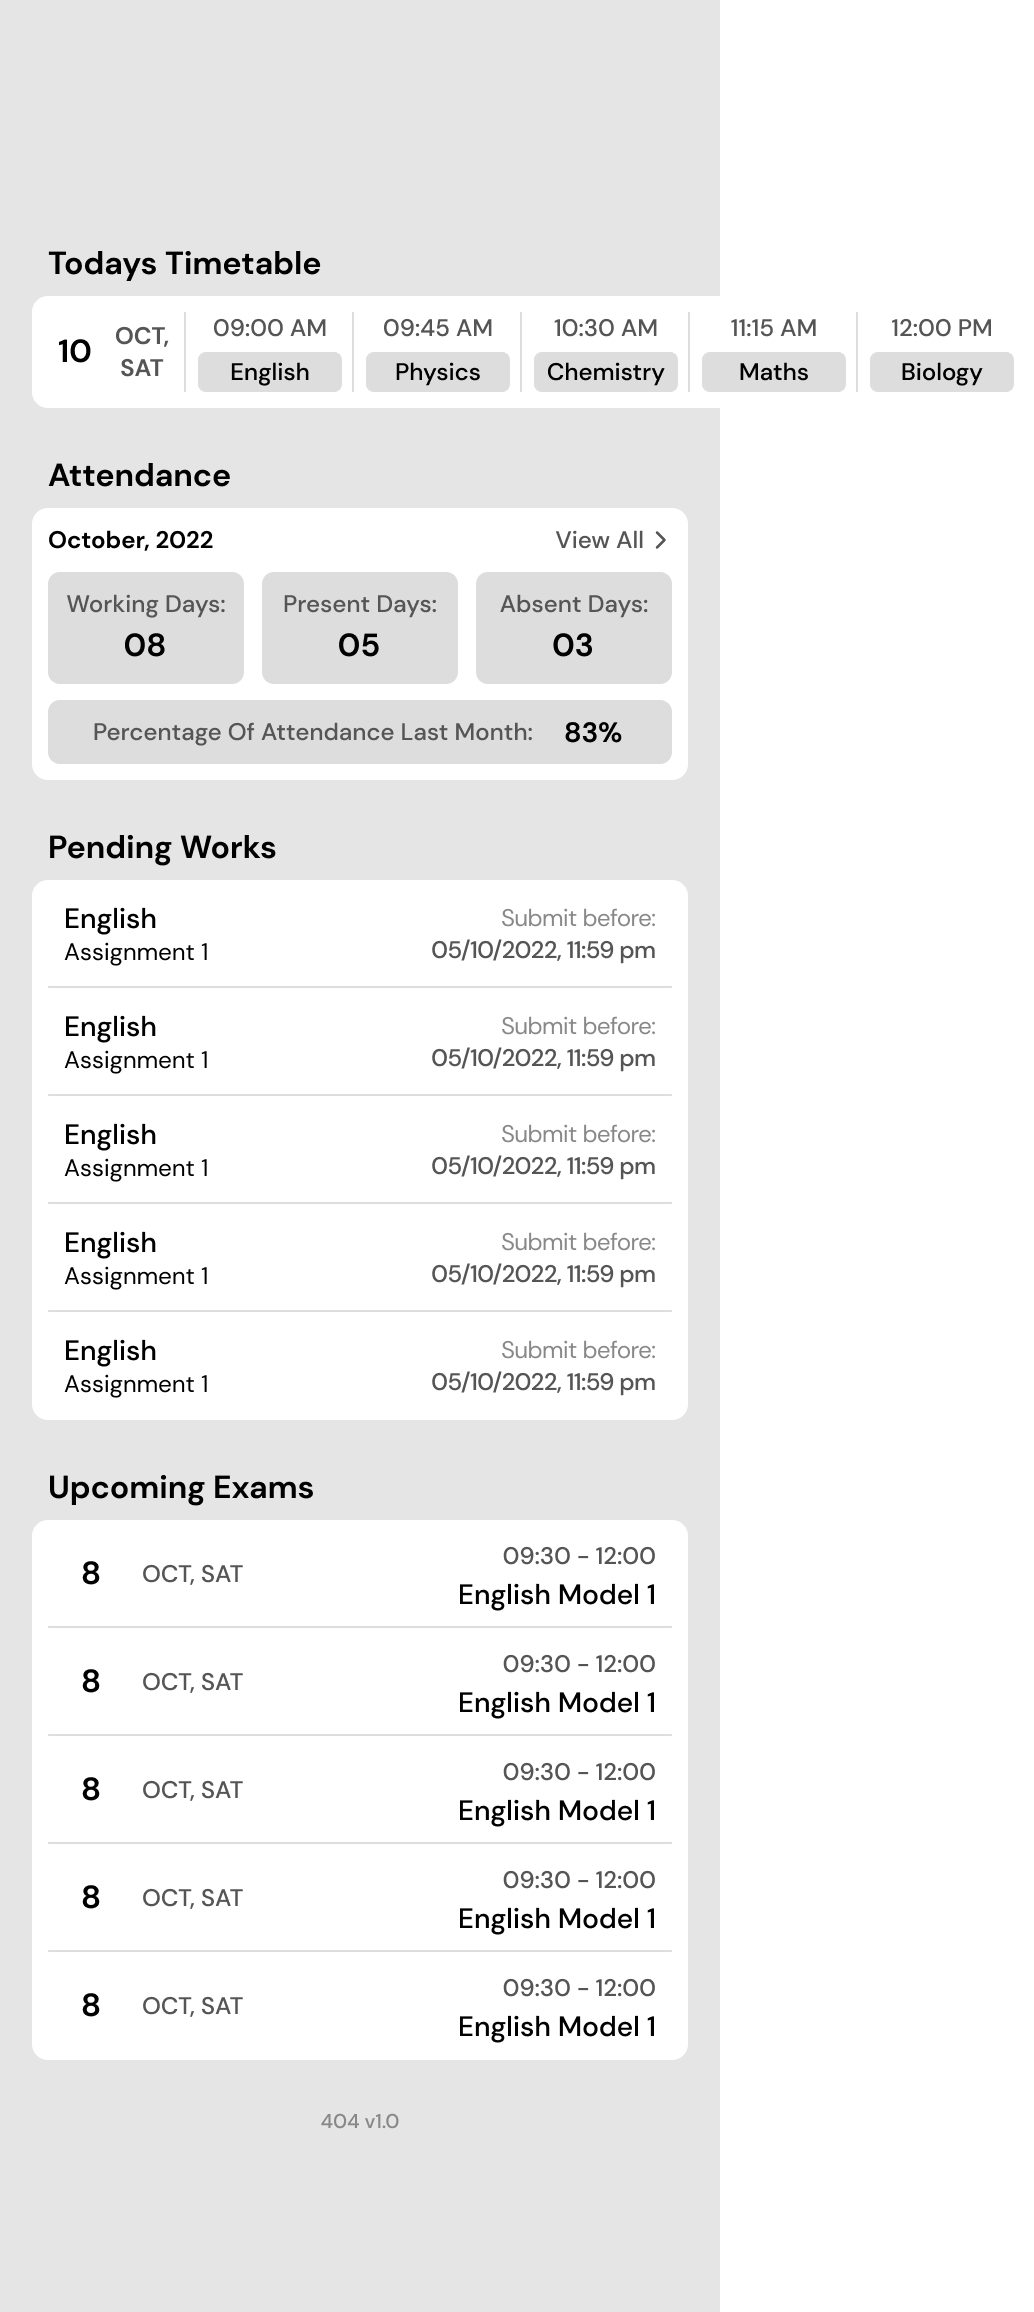 Todays Timetable
10
OCT,
SAT
09:00 AM
English
09:45 AM
Physics
10:30 AM
Chemistry
11:15 AM
Maths
12:00 PM
Biology
Attendance
October, 2022
View All
Working Days:
08
Present Days:
05
Absent Days:
03
Percentage Of Attendance Last Month: 83%
Pending Works
English
Assignment 1
Submit before:
05/10/2022, 11:59 pm
English
Assignment 1
Submit before:
05/10/2022, 11:59 pm
English
Assignment 1
Submit before:
05/10/2022, 11:59 pm
English
Assignment 1
Submit before:
05/10/2022, 11:59 pm
English
Assignment 1
Submit before:
05/10/2022, 11:59 pm
Upcoming Exams
8 OCT, SAT
09:30 - 12:00
English Model 1
8 OCT, SAT
09:30 - 12:00
English Model 1
8 OCT, SAT
09:30 - 12:00
English Model 1
8 OCT, SAT
09:30 - 12:00
English Model 1
8 OCT, SAT
09:30 - 12:00
English Model 1
404 v1.0